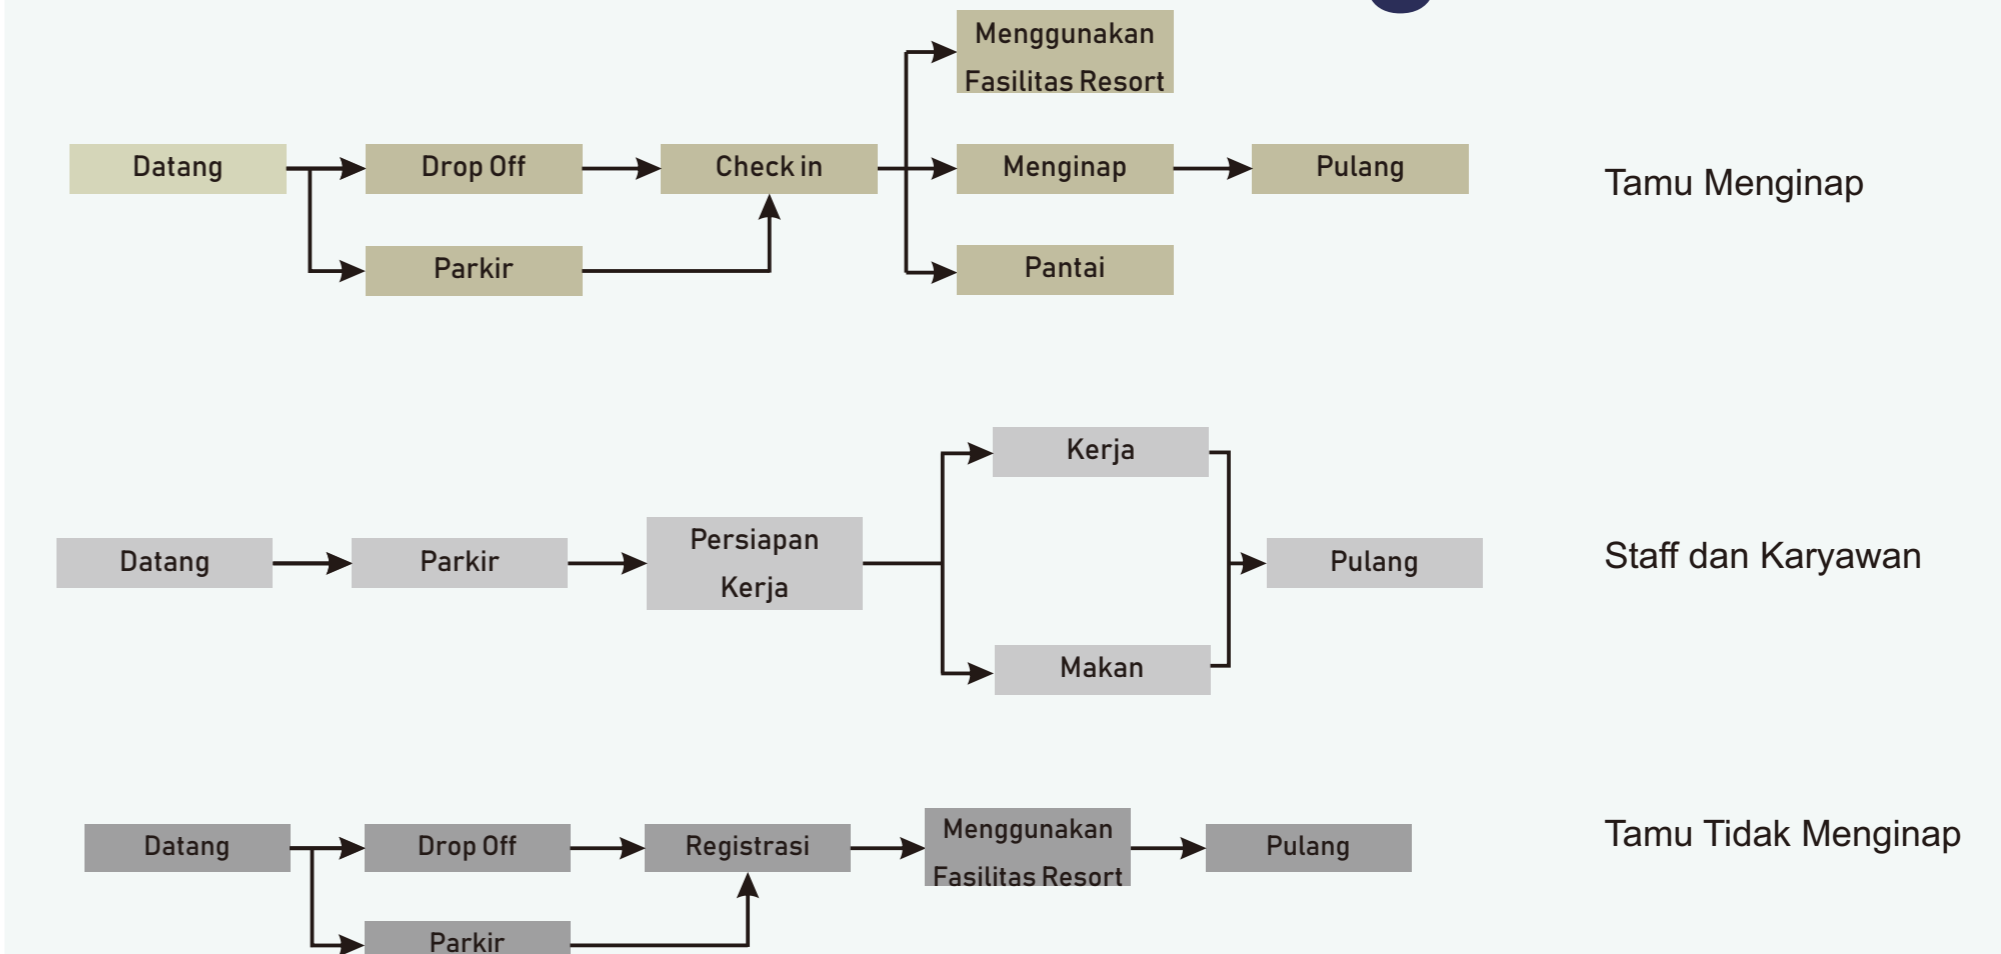 Menggunakan
Fasilitas Resort
Datang
Drop Off
Check in
Menginap
Pulang
Tamu Menginap
Parkir
Pantai
Kerja
Datang
Parkir
Persiapan
Kerja
Pulang
Staff dan Karyawan
Makan
Datang
Drop Off
Registrasi
Menggunakan
Fasilitas Resort
Pulang
Tamu Tidak Menginap
Parkir